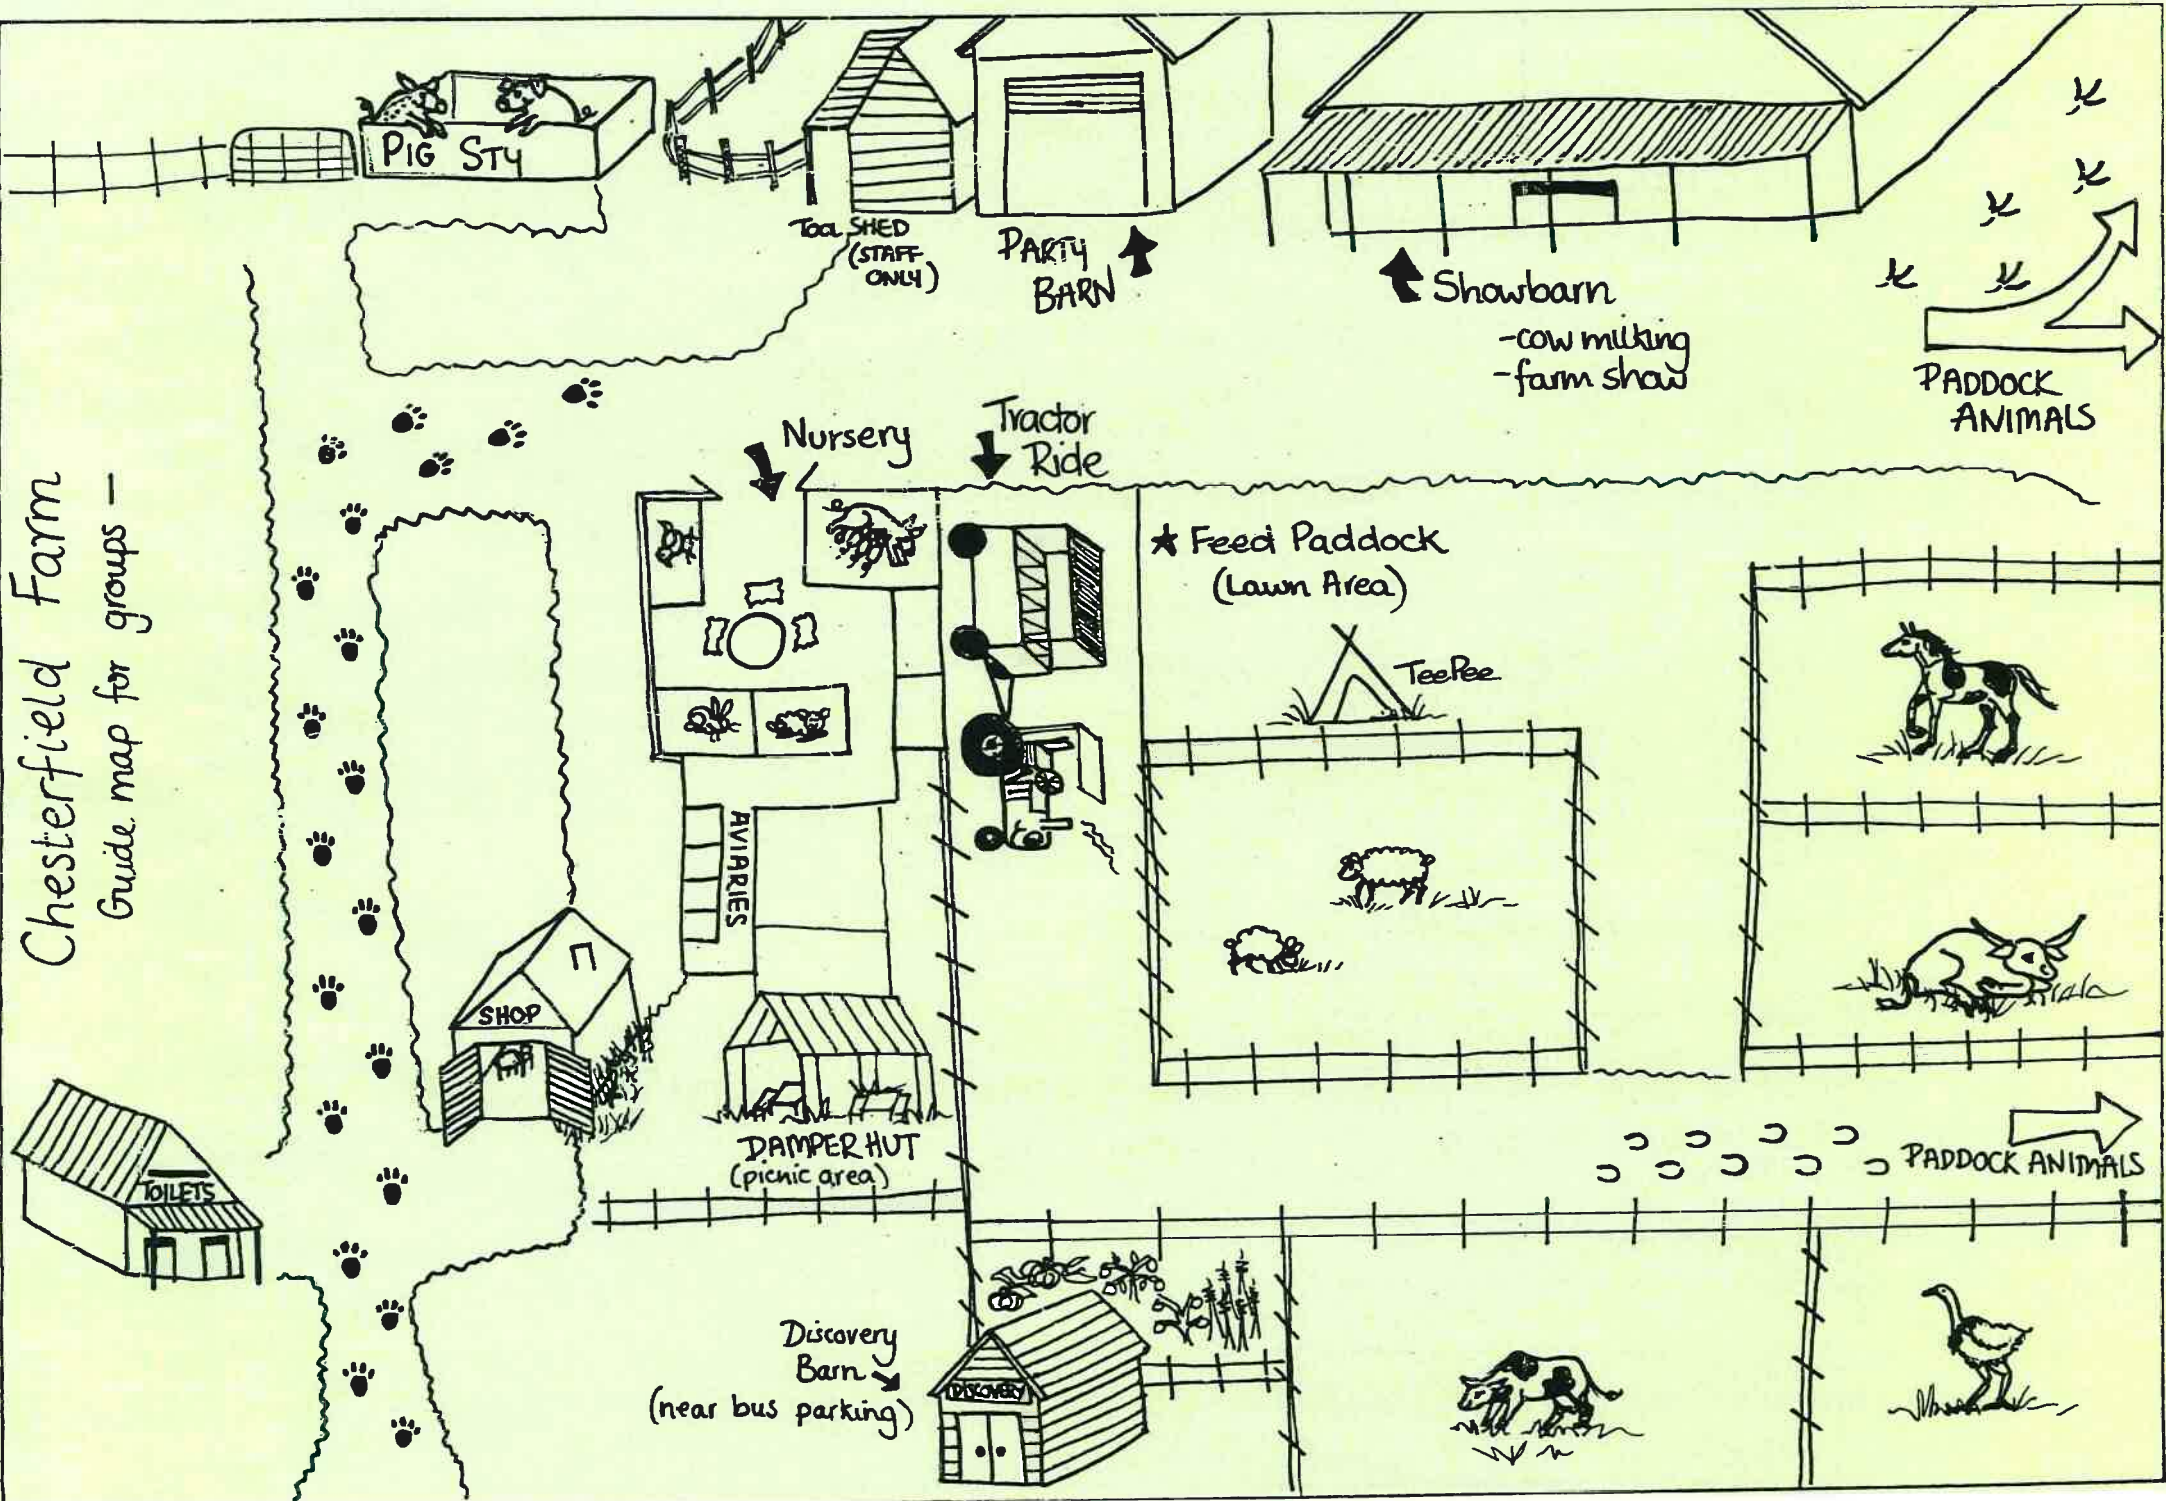 Chesterfield Farm
Guide map for groups —
PIG STY
Tool SHED
(STAFF
ONLY)
PARTY
BARN
Showbarn
-cow milking
-farm show
PADDOCK
ANIMALS
Nursery
Tractor
Ride
★ Feed Paddock
(Lawn Area)
TeePee
AVIARIES
SHOP
TOILETS
DAMPER HUT
(picnic area)
PADDOCK ANIMALS
Discovery
Barn
(near bus parking)
DISCOVERY